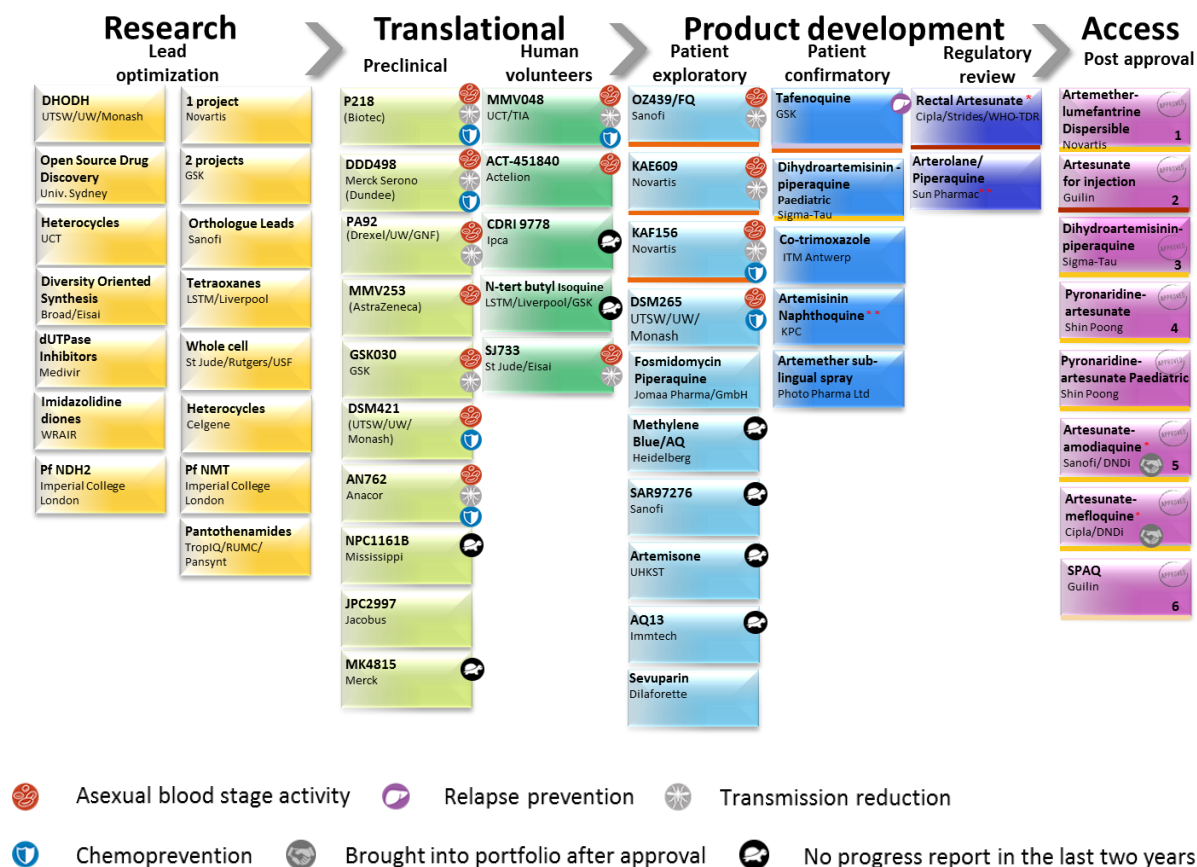 Research
Translational
Product development
Access
Lead
optimization
Preclinical
Human
volunteers
Patient
exploratory
Patient
confirmatory
Regulatory
review
Post approval
DHODH
UTSW/UW/Monash
Open Source Drug
Discovery
Univ. Sydney
Heterocycles
UCT
Diversity Oriented
Synthesis
Broad/Eisai
dUTPase
Inhibitors
Medivir
Imidazolidine
diones
WRAIR
Pf NDH2
Imperial College
London
1 project
Novartis
2 projects
GSK
Orthologue Leads
Sanofi
Tetraoxanes
LSTM/Liverpool
Whole cell
St Jude/Rutgers/USF
Heterocycles
Celgene
Pf NMT
Imperial College
London
Pantothenamides
TropIQ/RUMC/
Pansynt
P218
(Biotec)
DDD498
Merck Serono
(Dundee)
PA92
(Drexel/UW/GNF)
MMV253
(AstraZeneca)
GSK030
GSK
DSM421
(UTSW/UW/
Monash)
AN762
Anacor
NPC1161B
Mississippi
JPC2997
Jacobus
MK4815
Merck
MMV048
UCT/TIA
ACT-451840
Actelion
CDRI 9778
Ipca
N-tert butyl Isoquine
LSTM/Liverpool/GSK
SJ733
St Jude/Eisai
OZ439/FQ
Sanofi
KAE609
Novartis
KAF156
Novartis
DSM265
UTSW/UW/
Monash
Fosmidomycin
Piperaquine
Jomaa Pharma/GmbH
Methylene
Blue/AQ
Heidelberg
SAR97276
Sanofi
Artemisone
UHKST
AQ13
Immtech
Sevuparin
Dilaforette
Tafenoquine
GSK
Dihydroartemisinin -
piperaquine
Paediatric
Sigma-Tau
Co-trimoxazole
ITM Antwerp
Artemisinin
Naphthoquine * *
KPC
Artemether sub-
lingual spray
Photo Pharma Ltd
Rectal Artesunate *
Cipla/Strides/WHO-TDR
Arterolane/
Piperaquine
Sun Pharmac * *
Artemether-
lumefantrine
Dispersible
Novartis
APPROVED
1
Artesunate
for injection
Guilin
APPROVED
2
Dihydroartemisinin-
piperaquine
Sigma-Tau
APPROVED
3
Pyronaridine-
artesunate
Shin Poong
APPROVED
4
Pyronaridine-
artesunate Paediatric
Shin Poong
APPROVED
Artesunate-
amodiaquine *
Sanofi/ DNDi
APPROVED
5
Artesunate-
mefloquine *
Cipla/DNDi
APPROVED
SPAQ
Guilin
APPROVED
6
Asexual blood stage activity
Relapse prevention
Transmission reduction
Chemoprevention
Brought into portfolio after approval
No progress report in the last two years